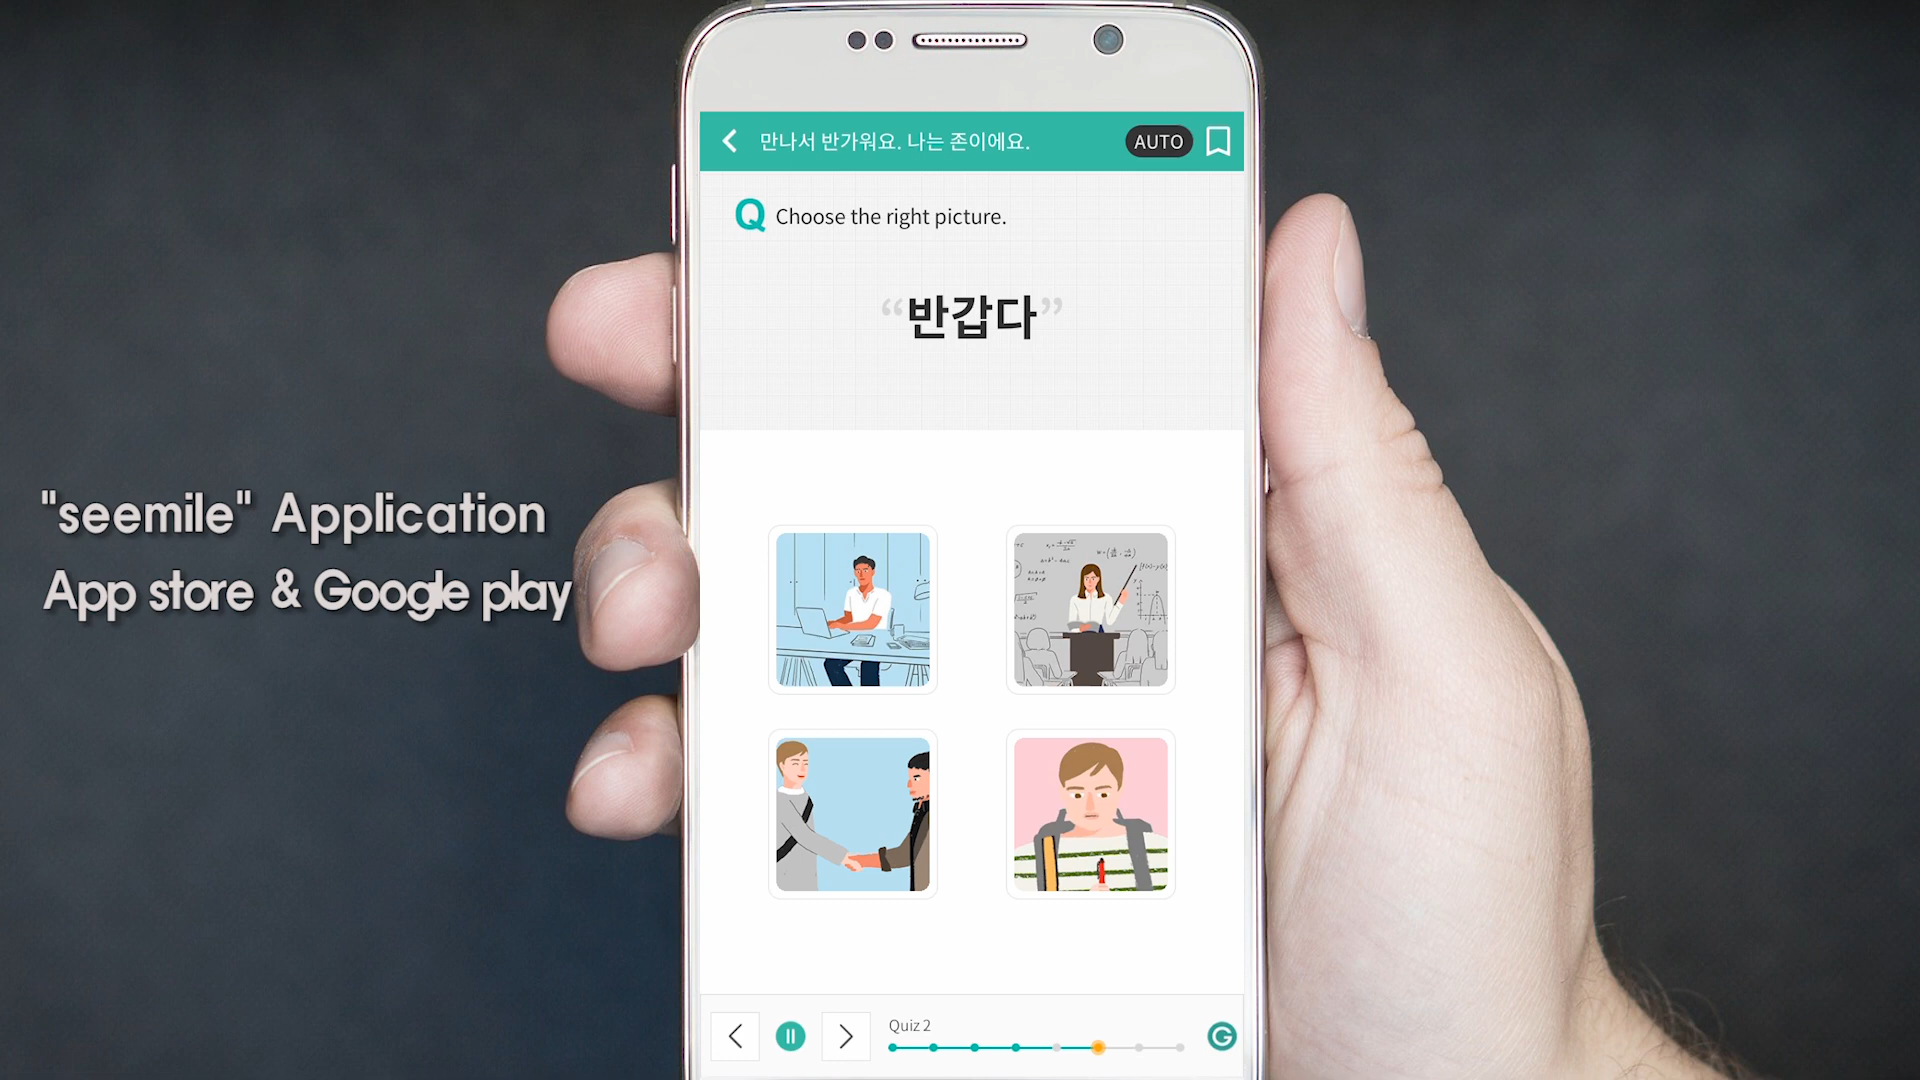 만나서 반가워요. 나는 존이에요.
AUTO
Q Choose the right picture.
“반갑다”
"seemile" Application
App store & Google play
Quiz 2
G